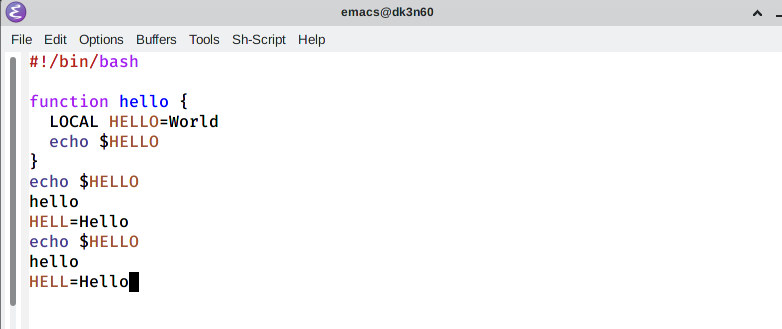 emacs@dk3n60
File Edit Options Buffers Tools Sh-Script Help
#!/bin/bash
function hello {
LOCAL HELLO=World
echo $HELLO
}
echo $HELLO
hello
HELL=Hello
echo $HELLO
hello
HELL=Hello